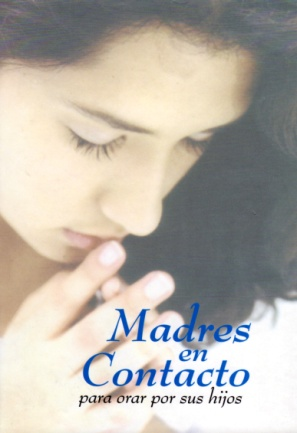 Madres
en
Contacto
para orar por sus hijos